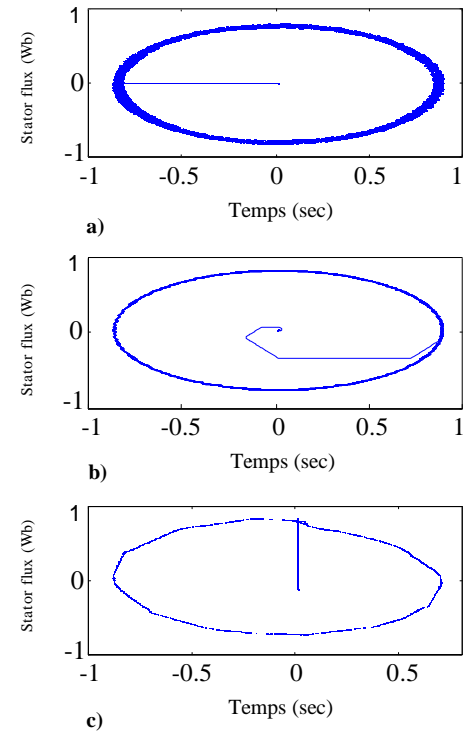 1
0
-1
Stator flux (Wb)
-1 -0.5 0 0.5 1
Temps (sec)
a)
1
0
-1
Stator flux (Wb)
-1 -0.5 0 0.5 1
Temps (sec)
b)
1
0
-1
Stator flux (Wb)
-1 -0.5 0 0.5
Temps (sec)
c)